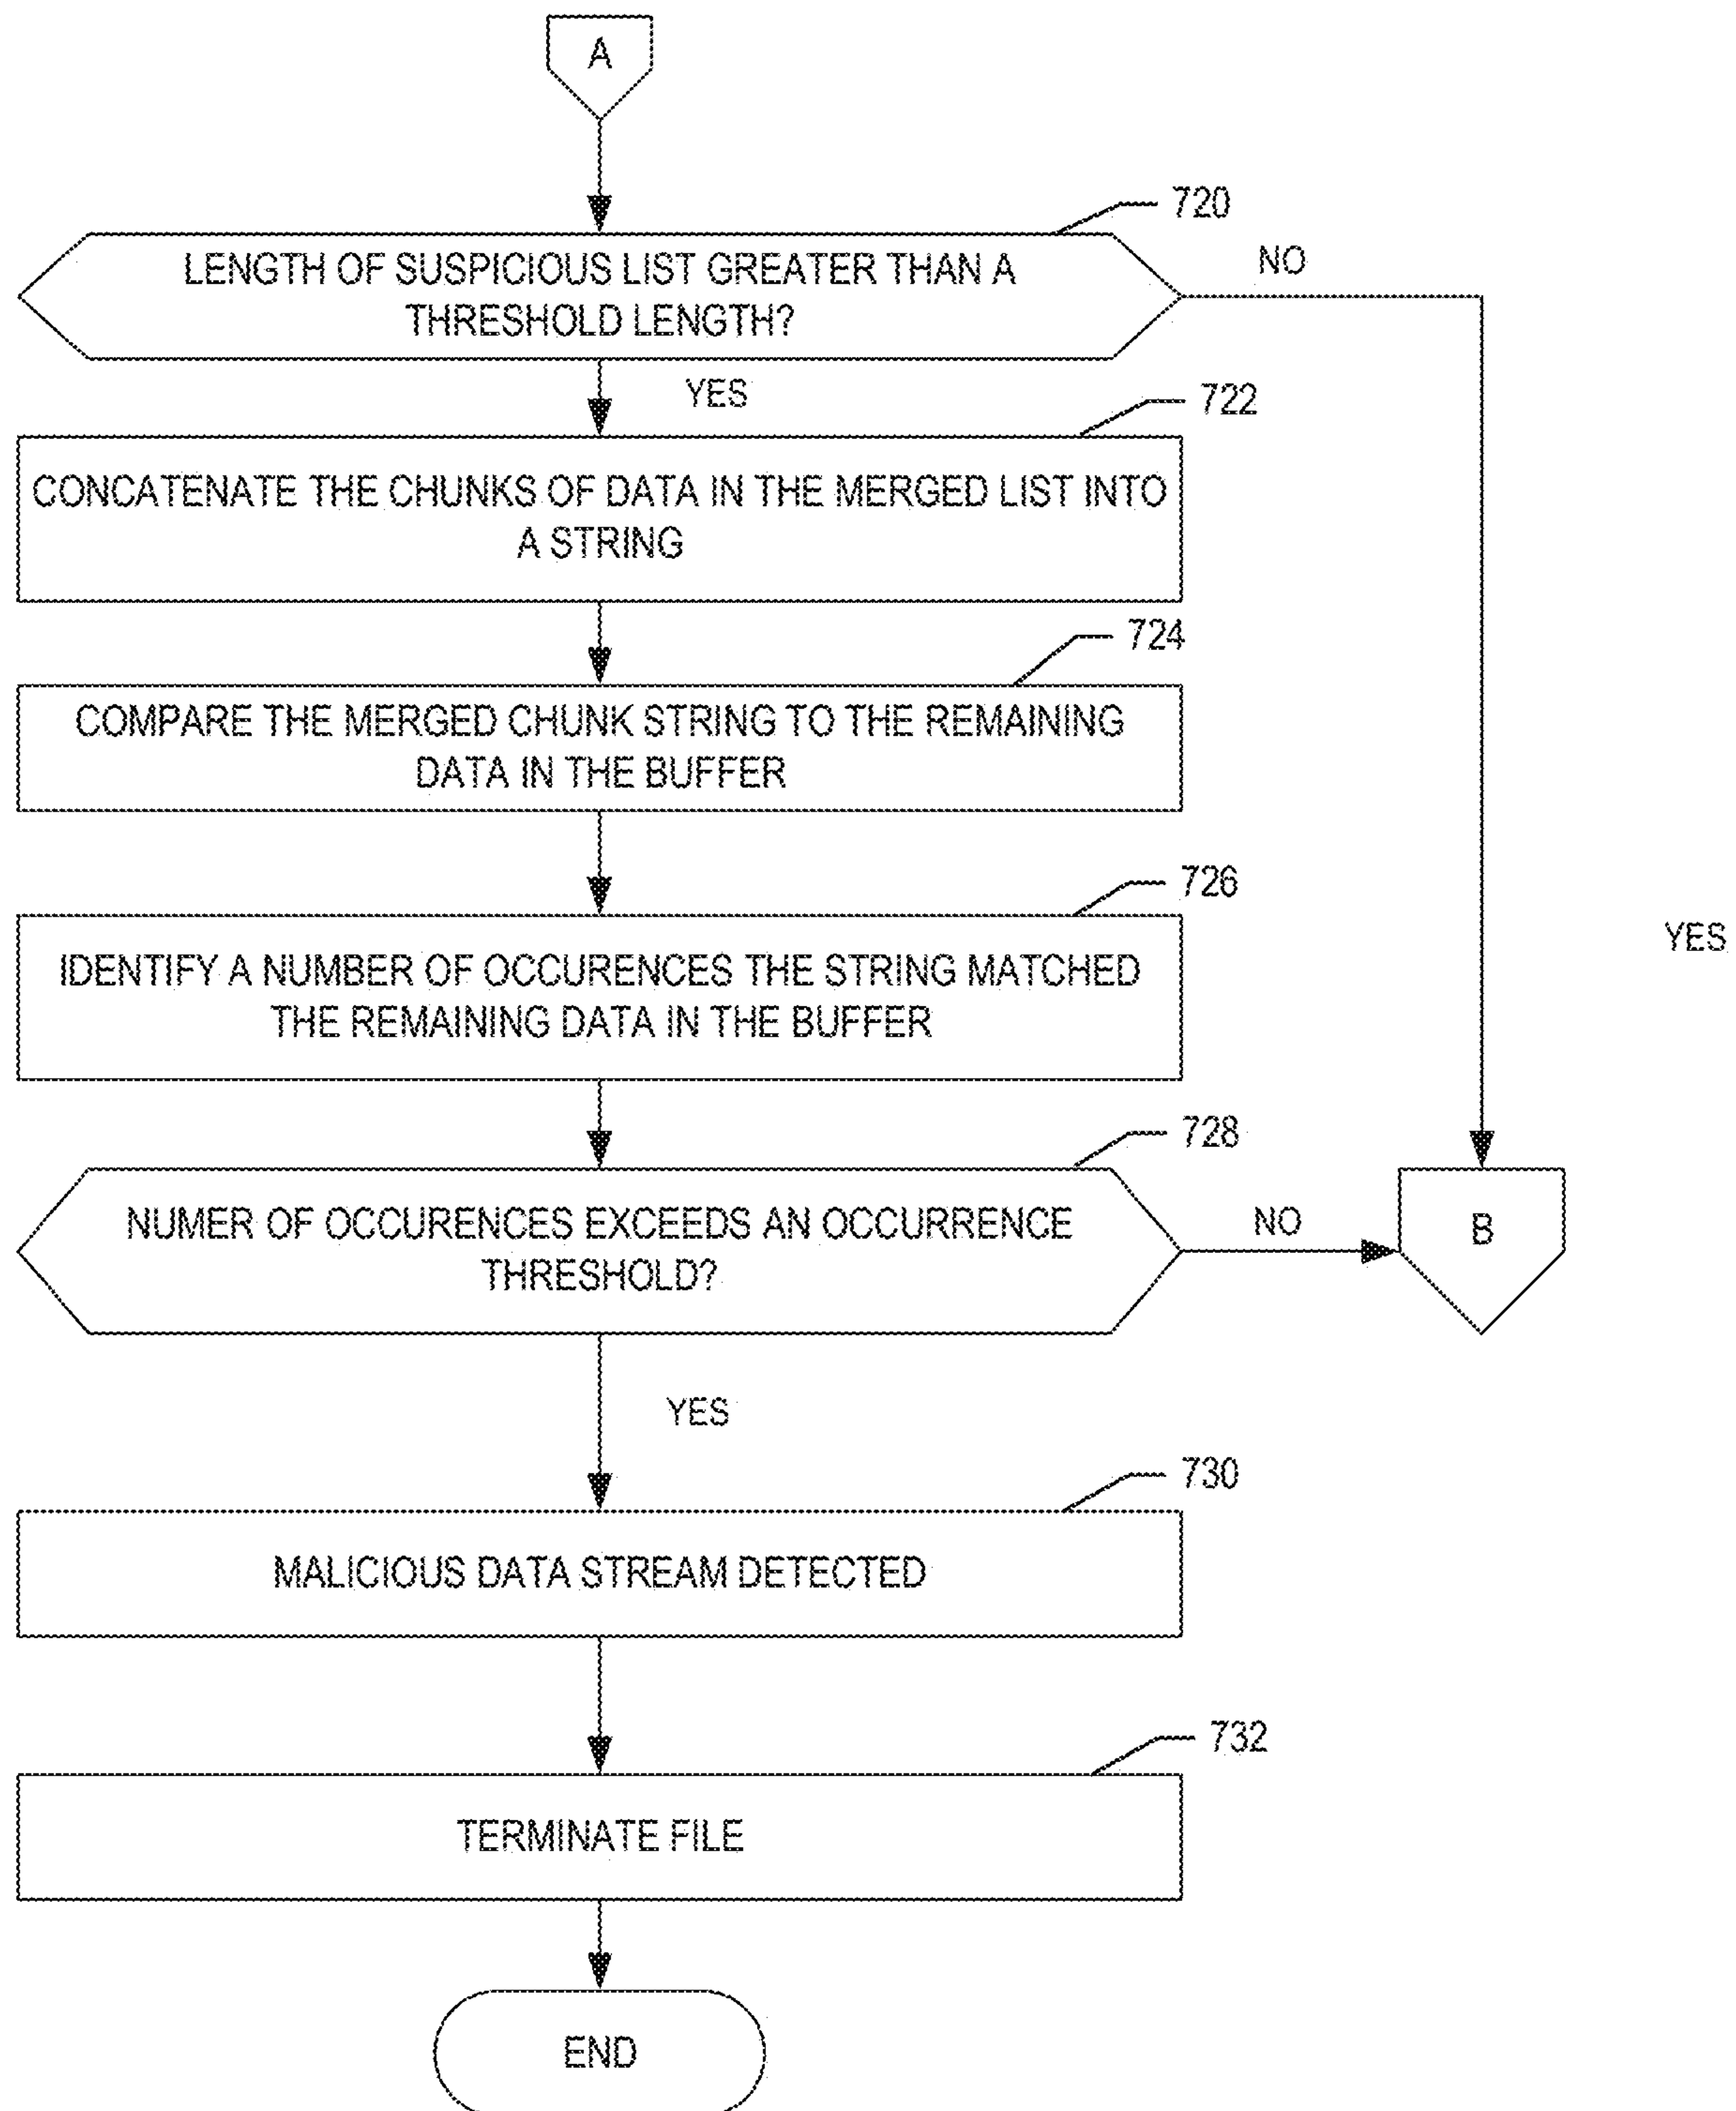 A
720
LENGTH OF SUSPICIOUS LIST GREATER THAN A
THRESHOLD LENGTH?
NO
YES
722
CONCATENATE THE CHUNKS OF DATA IN THE MERGED LIST INTO
A STRING
724
COMPARE THE MERGED CHUNK STRING TO THE REMAINING
DATA IN THE BUFFER
726
YES
IDENTIFY A NUMBER OF OCCURENCES THE STRING MATCHED
THE REMAINING DATA IN THE BUFFER
728
NUMER OF OCCURENCES EXCEEDS AN OCCURRENCE
THRESHOLD?
NO
B
YES
730
MALICIOUS DATA STREAM DETECTED
732
TERMINATE FILE
END